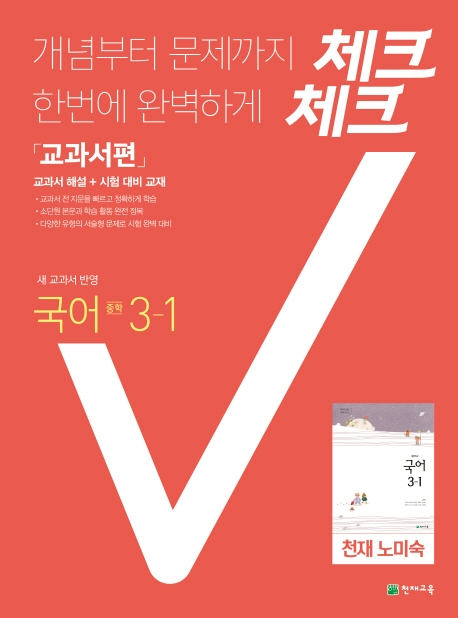 개념부터 문제까지 체크
한번에 완벽하게 체크
「교과서편」
교과서 해설 + 시험 대비 교재
• 교과서 전 지문을 빠르고 정확하게 학습
• 소단원 본문과 학습 활동 완전 정복
• 다양한 유형의 서술형 문제로 시험 완벽 대비
새 교과서 반영
국어 중학 3-1
국어
3-1
천재 노미숙
천재교육